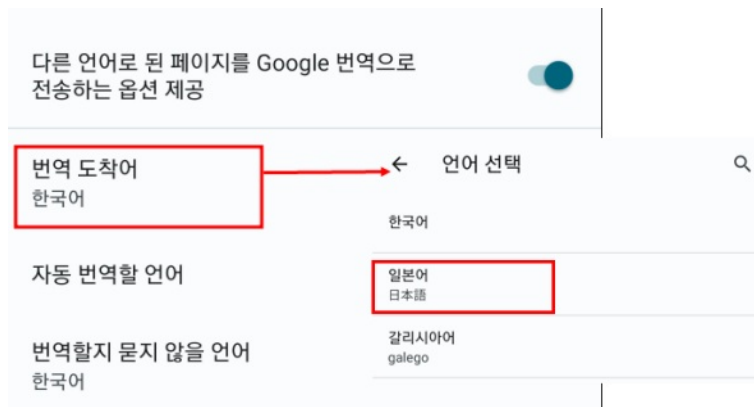 다른 언어로 된 페이지를 Google 번역으로
전송하는 옵션 제공
번역 도착어
한국어
자동 번역할 언어
번역할지 묻지 않을 언어
한국어
언어 선택
한국어
일본어
日本語
갈리시아어
galego